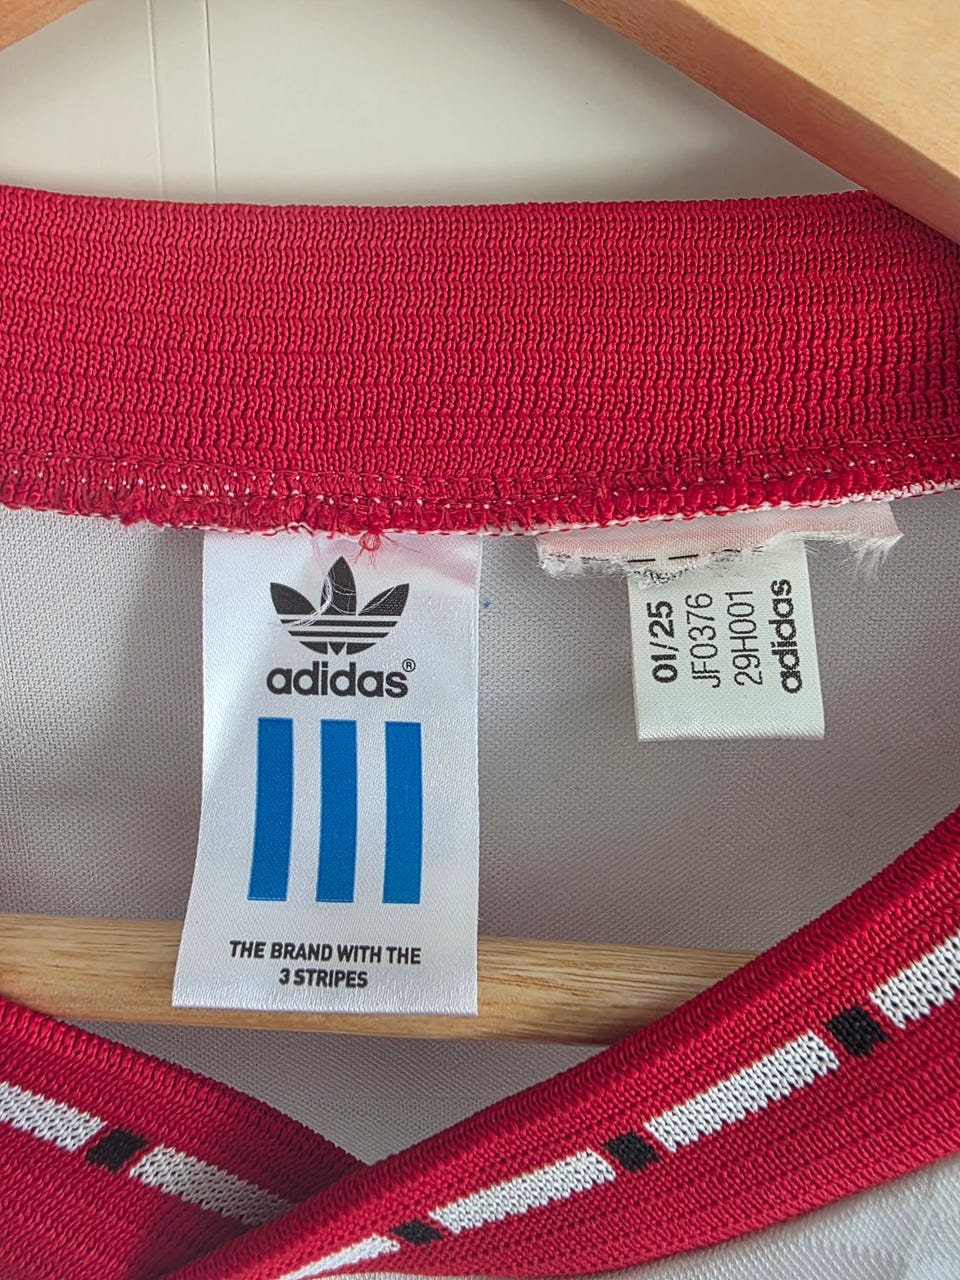 adidas®
THE BRAND WITH THE
3 STRIPES
01/25
JF0376
29H001
adidas